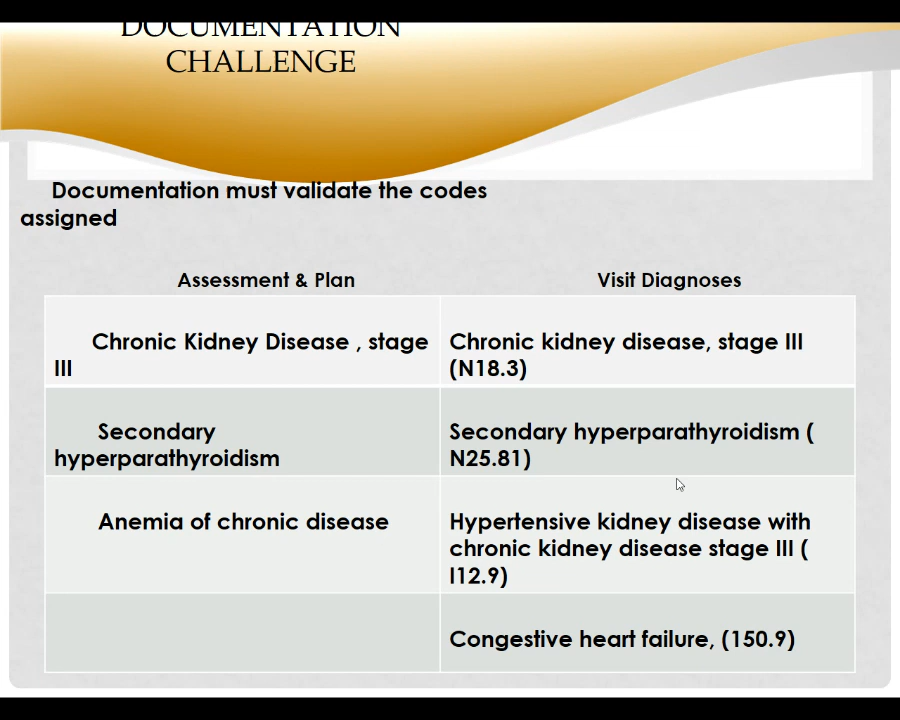 DOCUMENTATION
CHALLENGE
Documentation must validate the codes
assigned
Assessment & Plan
Visit Diagnoses
Chronic Kidney Disease , stage
III
Chronic kidney disease, stage III
(N18.3)
Secondary
hyperparathyroidism
Secondary hyperparathyroidism (
N25.81)
Anemia of chronic disease
Hypertensive kidney disease with
chronic kidney disease stage III (
I12.9)
Congestive heart failure, (150.9)